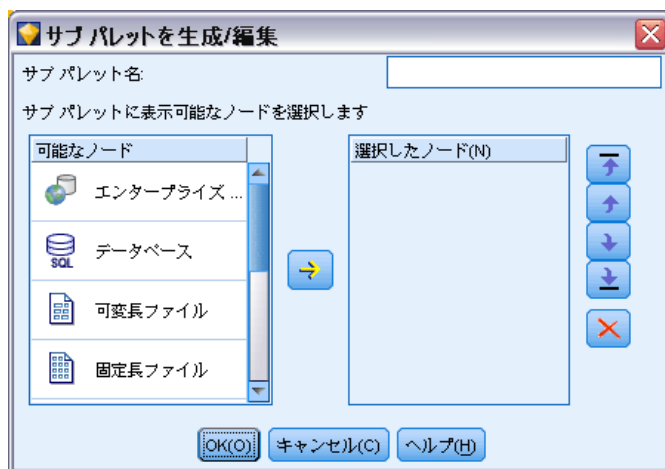 サブ パレットを生成/編集
サブ パレット名:
サブ パレットに表示可能なノードを選択します
可能なノード
選択したノード(N)
エンタープライズ ...
SQL
データベース
可変長ファイル
固定長ファイル
OK(O)
キャンセル(C)
ヘルプ(H)